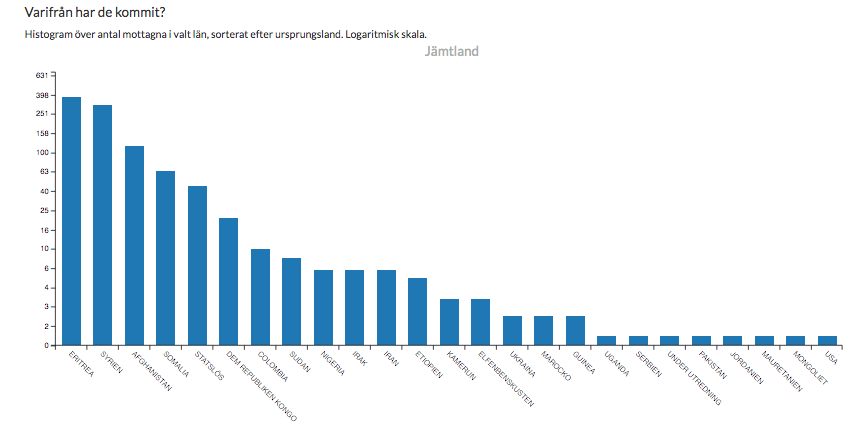 Varifrån har de kommit?
Histogram över antal mottagna i valt län, sorterat efter ursprungsland. Logaritmisk skala.
Jämtland
631
398
251
158
100
63
40
25
16
10
6
4
3
2
0
ERITREA
SYRIEN
AFGHANISTAN
SOMALIA
STATSLÖS
DEM REPUBLIKEN KONGO
COLOMBIA
SUDAN
NIGERIA
IRAK
IRAN
ETIOPIEN
KAMERUN
ELFENBENSKUSTEN
UKRAINA
MAROCKO
GUINEA
UGANDA
SERBIEN
UNDER UTREDNING
PAKISTAN
JORDANIEN
MAURETANIEN
MONGOLIET
USA